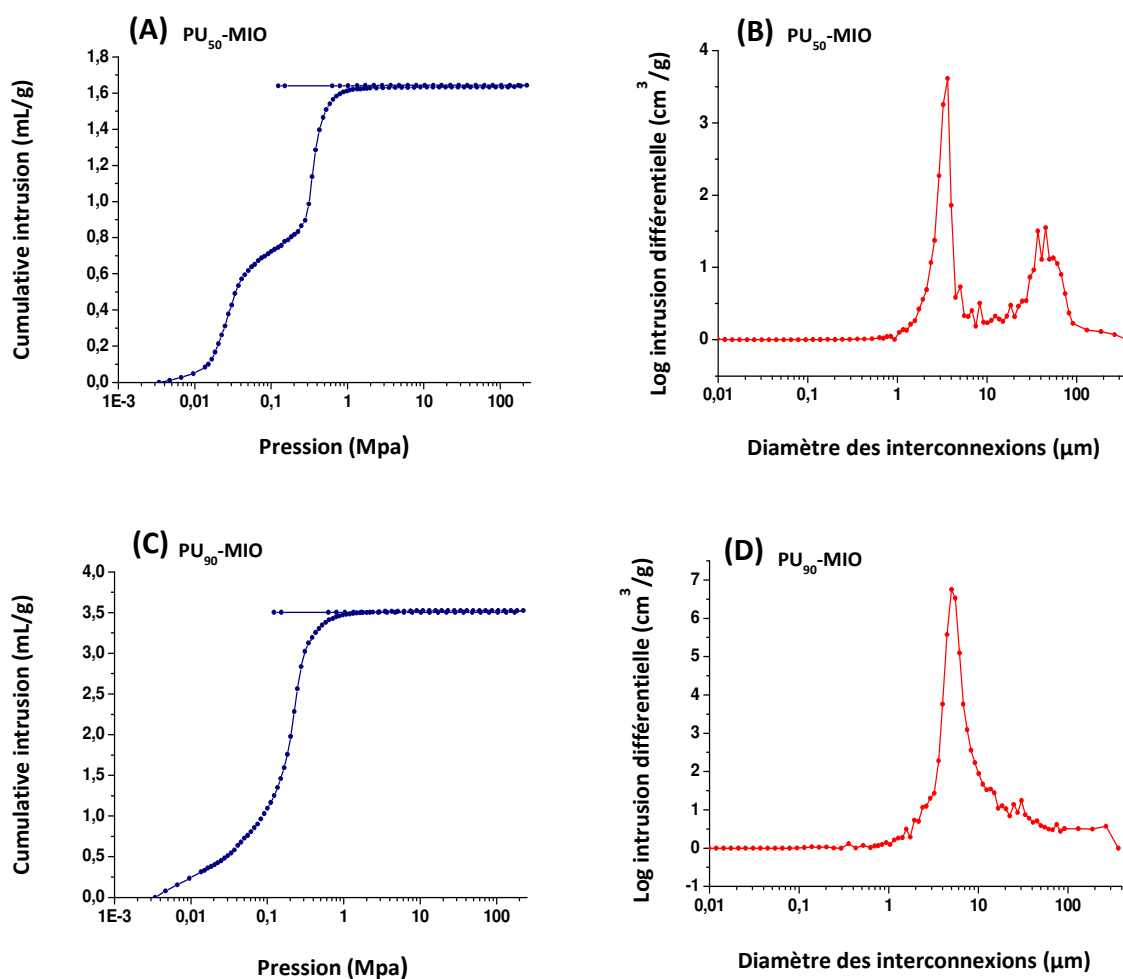 (A) PU₅₀-MIO
Cumulative intrusion (mL/g)
1,8
1,6
1,4
1,2
1,0
0,8
0,6
0,4
0,2
0,0
1E-3 0,01 0,1 1 10 100
Pression (Mpa)
(B) PU₅₀-MIO
Log intrusion différentielle (cm³/g)
4
3
2
1
0
0,01 0,1 1 10 100
Diamètre des interconnexions (µm)
(C) PU₉₀-MIO
Cumulative intrusion (mL/g)
4,0
3,5
3,0
2,5
2,0
1,5
1,0
0,5
0,0
1E-3 0,01 0,1 1 10 100
Pression (Mpa)
(D) PU₉₀-MIO
Log intrusion différentielle (cm³/g)
7
6
5
4
3
2
1
0
-1
0,01 0,1 1 10 100
Diamètre des interconnexions (µm)